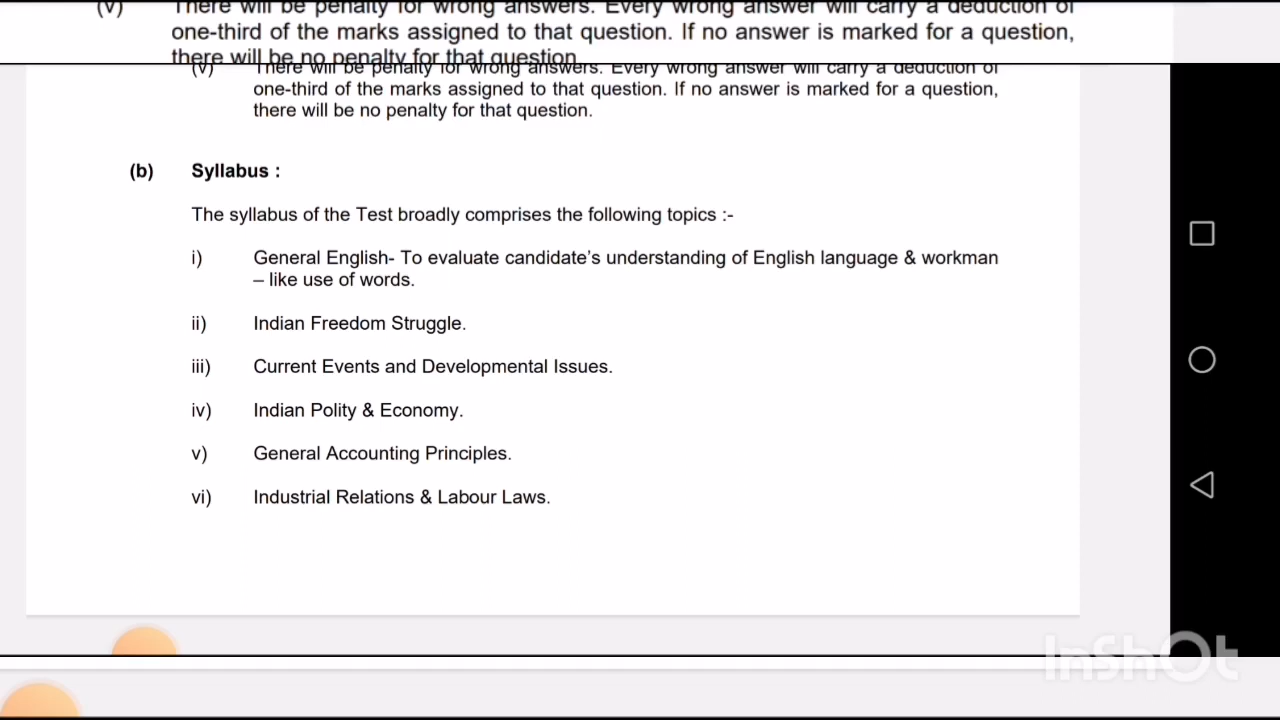 (v) There will be penalty for wrong answers. Every wrong answer will carry a deduction of
one-third of the marks assigned to that question. If no answer is marked for a question,
there will be no penalty for that question
(v) There will be penalty for wrong answers. Every wrong answer will carry a deduction of
one-third of the marks assigned to that question. If no answer is marked for a question,
there will be no penalty for that question.
(b) Syllabus :
The syllabus of the Test broadly comprises the following topics :-
i) General English- To evaluate candidate's understanding of English language & workman
– like use of words.
ii) Indian Freedom Struggle.
iii) Current Events and Developmental Issues.
iv) Indian Polity & Economy.
v) General Accounting Principles.
vi) Industrial Relations & Labour Laws.
InShOt